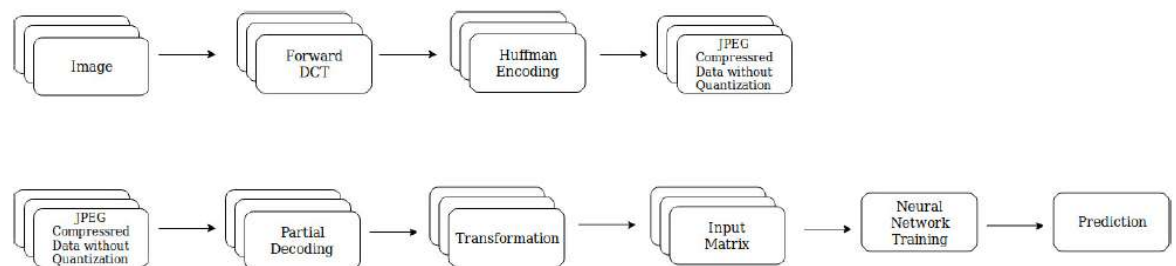 Image
Forward
DCT
Huffman
Encoding
JPEG
Compressred
Data without
Quantization
JPEG
Compressred
Data without
Quantization
Partial
Decoding
Transformation
Input
Matrix
Neural
Network
Training
Prediction